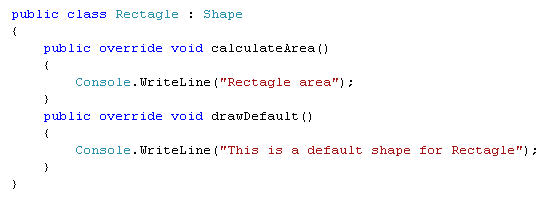 public class Rectagle : Shape
{
    public override void calculateArea()
    {
        Console.WriteLine("Rectagle area");
    }
    public override void drawDefault()
    {
        Console.WriteLine("This is a default shape for Rectagle");
    }
}